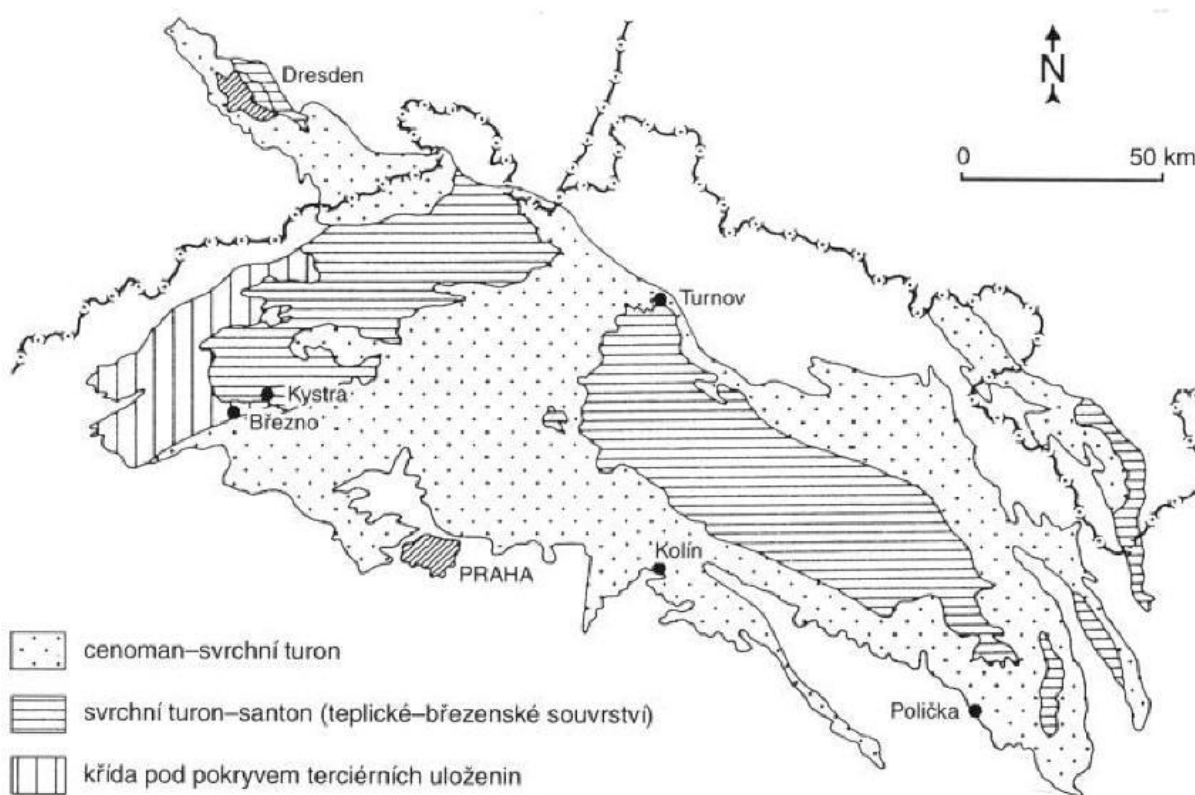 Dresden
N
0 50 km
Turnov
Kystra
Březno
Kolín
PRAHA
Polička
cenoman–svrchní turon
svrchní turon–santon (teplické–březenské souvrství)
křída pod pokryvem terciérních uloženin